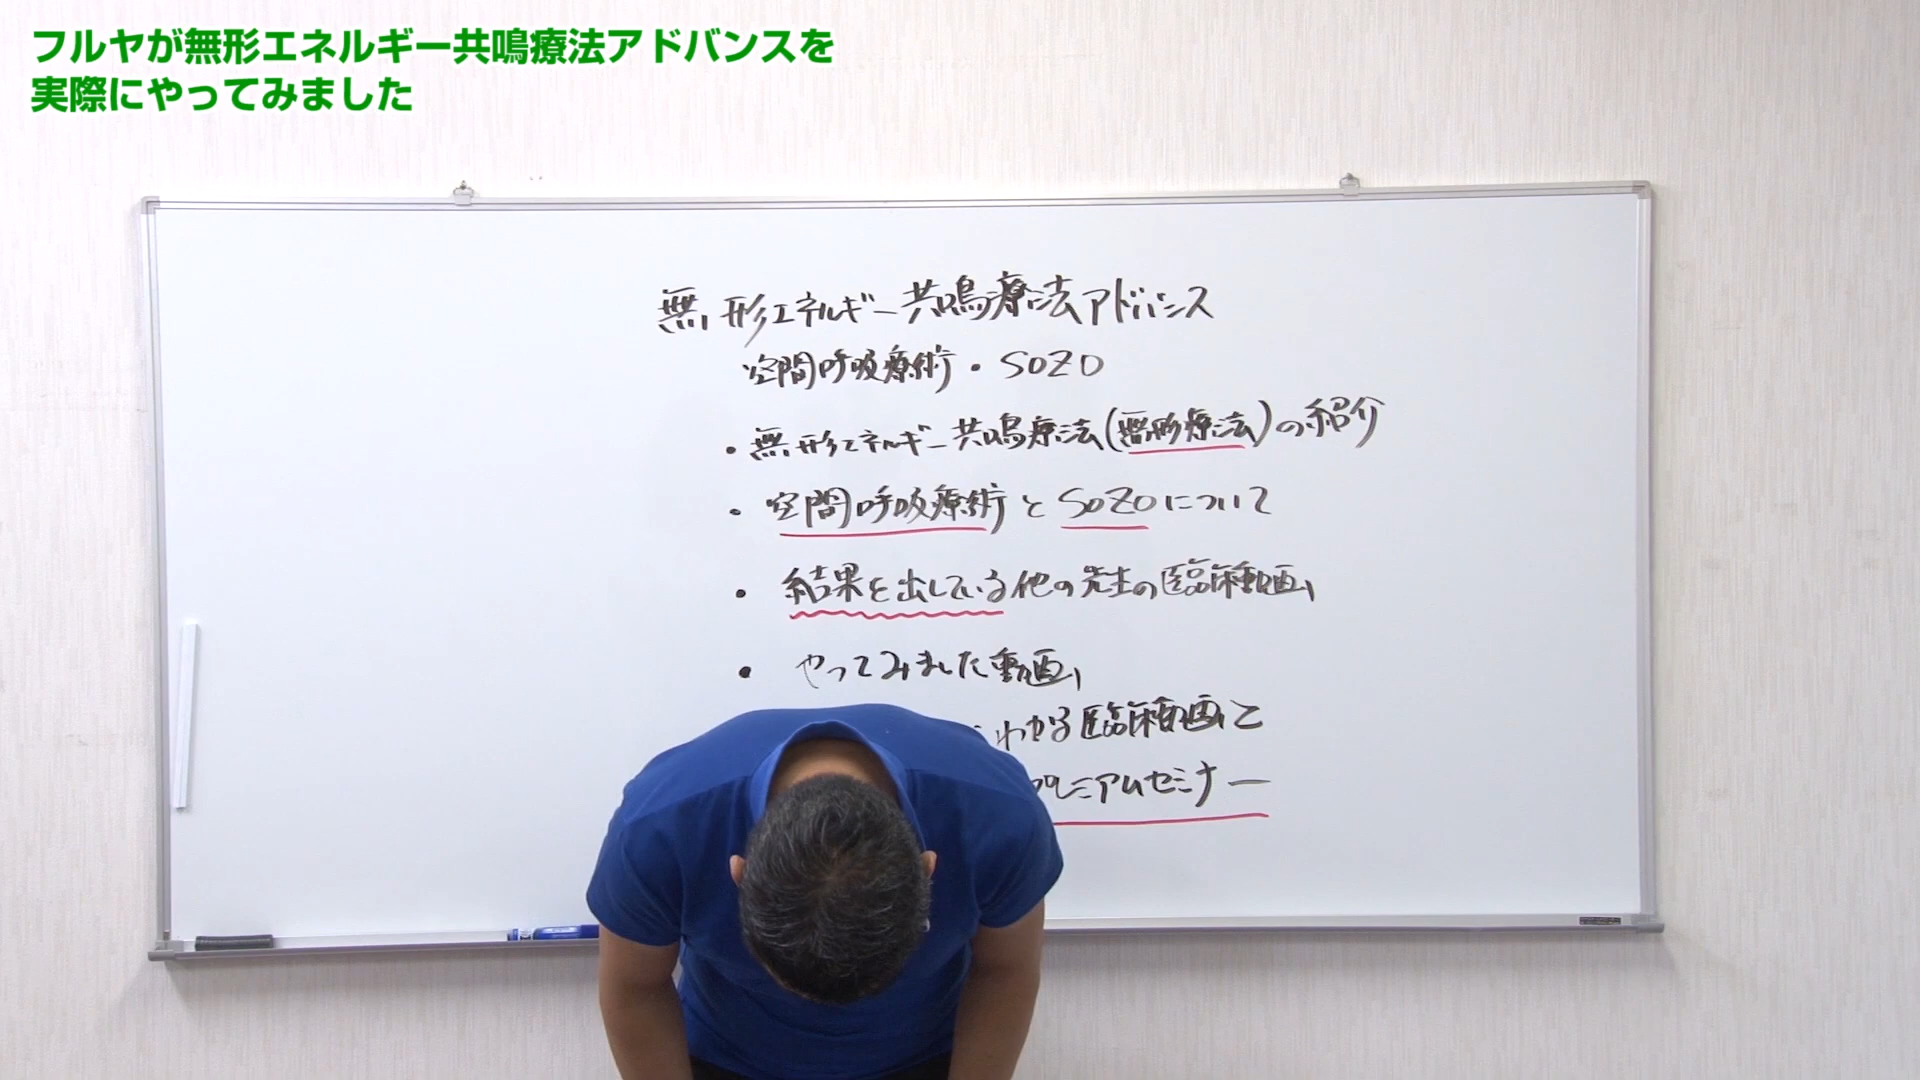 フルヤが無形エネルギー共鳴療法アドバンスを
実際にやってみました
無形エネルギー共鳴療法アドバンス
空間呼吸療術・SOZO
・無形エネルギー共鳴療法(無形療法)の紹介
・空間呼吸療術とSOZOについて
・結果を出している他の先生の臨床動画
・やってみました動画
わかる臨床動画と
プレミアムセミナー